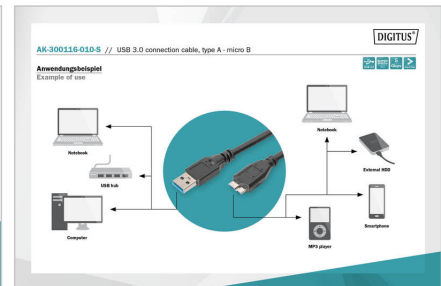 DIGITUS®
AK-300116-010-S // USB 3.0 connection cable, type A - micro B
Anwendungsbeispiel
Example of use
Notebook
USB hub
Computer
Notebook
External HDD
Smartphone
MP3 player